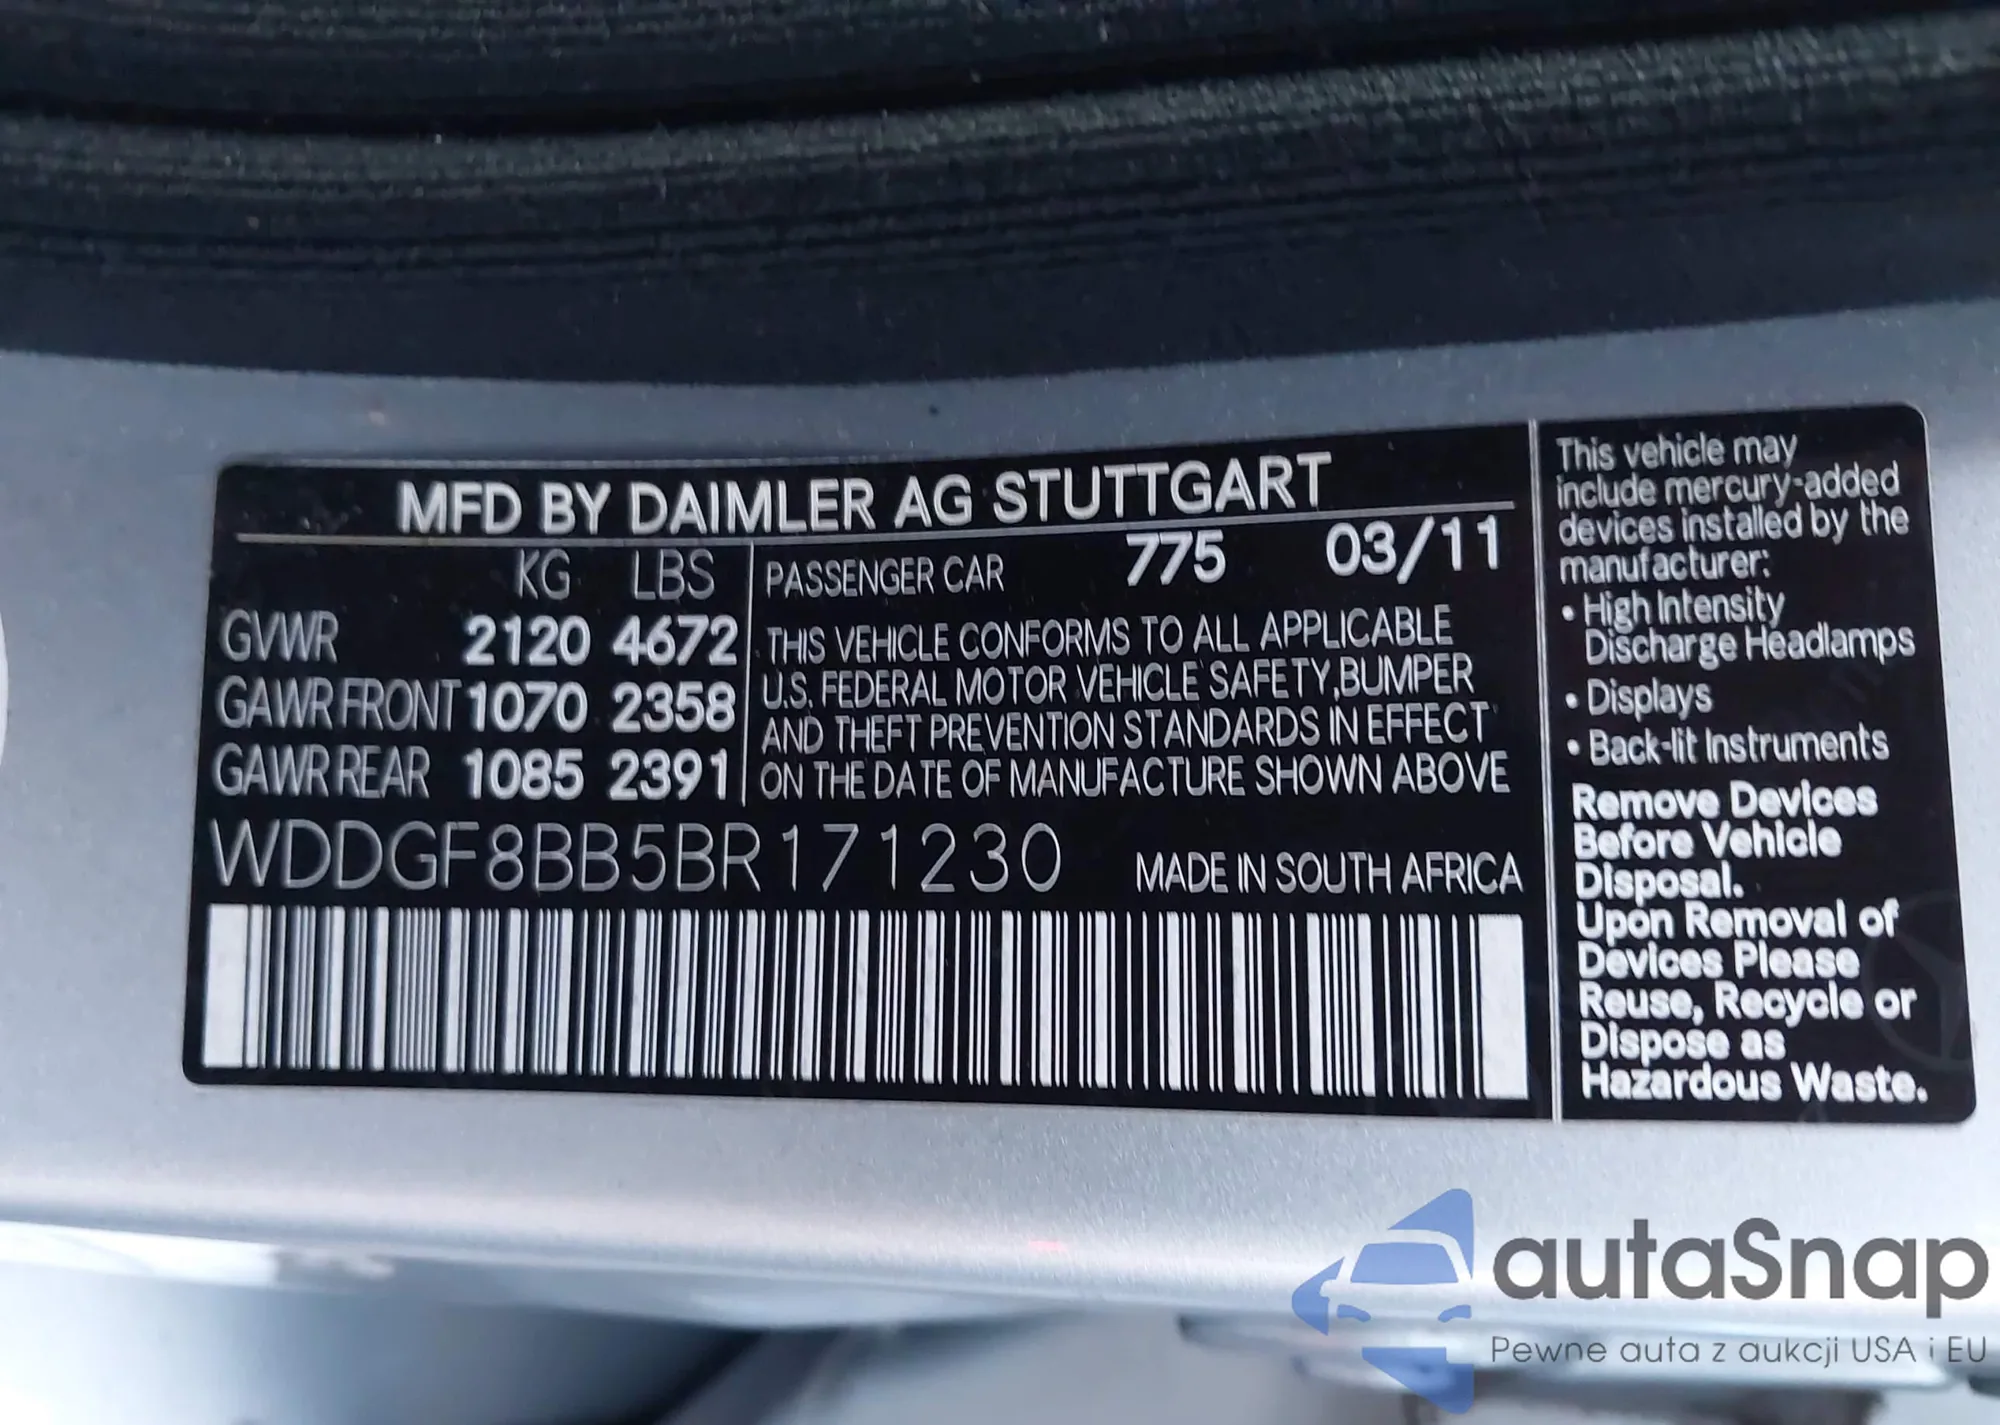 MFD BY DAIMLER AG STUTTGART
KG LBS
GVWR 2120 4672
GAWR FRONT 1070 2358
GAWR REAR 1085 2391
PASSENGER CAR 775 03/11
THIS VEHICLE CONFORMS TO ALL APPLICABLE
U.S. FEDERAL MOTOR VEHICLE SAFETY,BUMPER
AND THEFT PREVENTION STANDARDS IN EFFECT
ON THE DATE OF MANUFACTURE SHOWN ABOVE
WDDGF8BB5BR171230 MADE IN SOUTH AFRICA
This vehicle may
include mercury-added
devices installed by the
manufacturer:
• High Intensity
Discharge Headlamps
• Displays
• Back-lit Instruments
Remove Devices
Before Vehicle
Disposal.
Upon Removal of
Devices Please
Reuse, Recycle or
Dispose as
Hazardous Waste.
autaSnap
Pewne auta z aukcji USA i EU